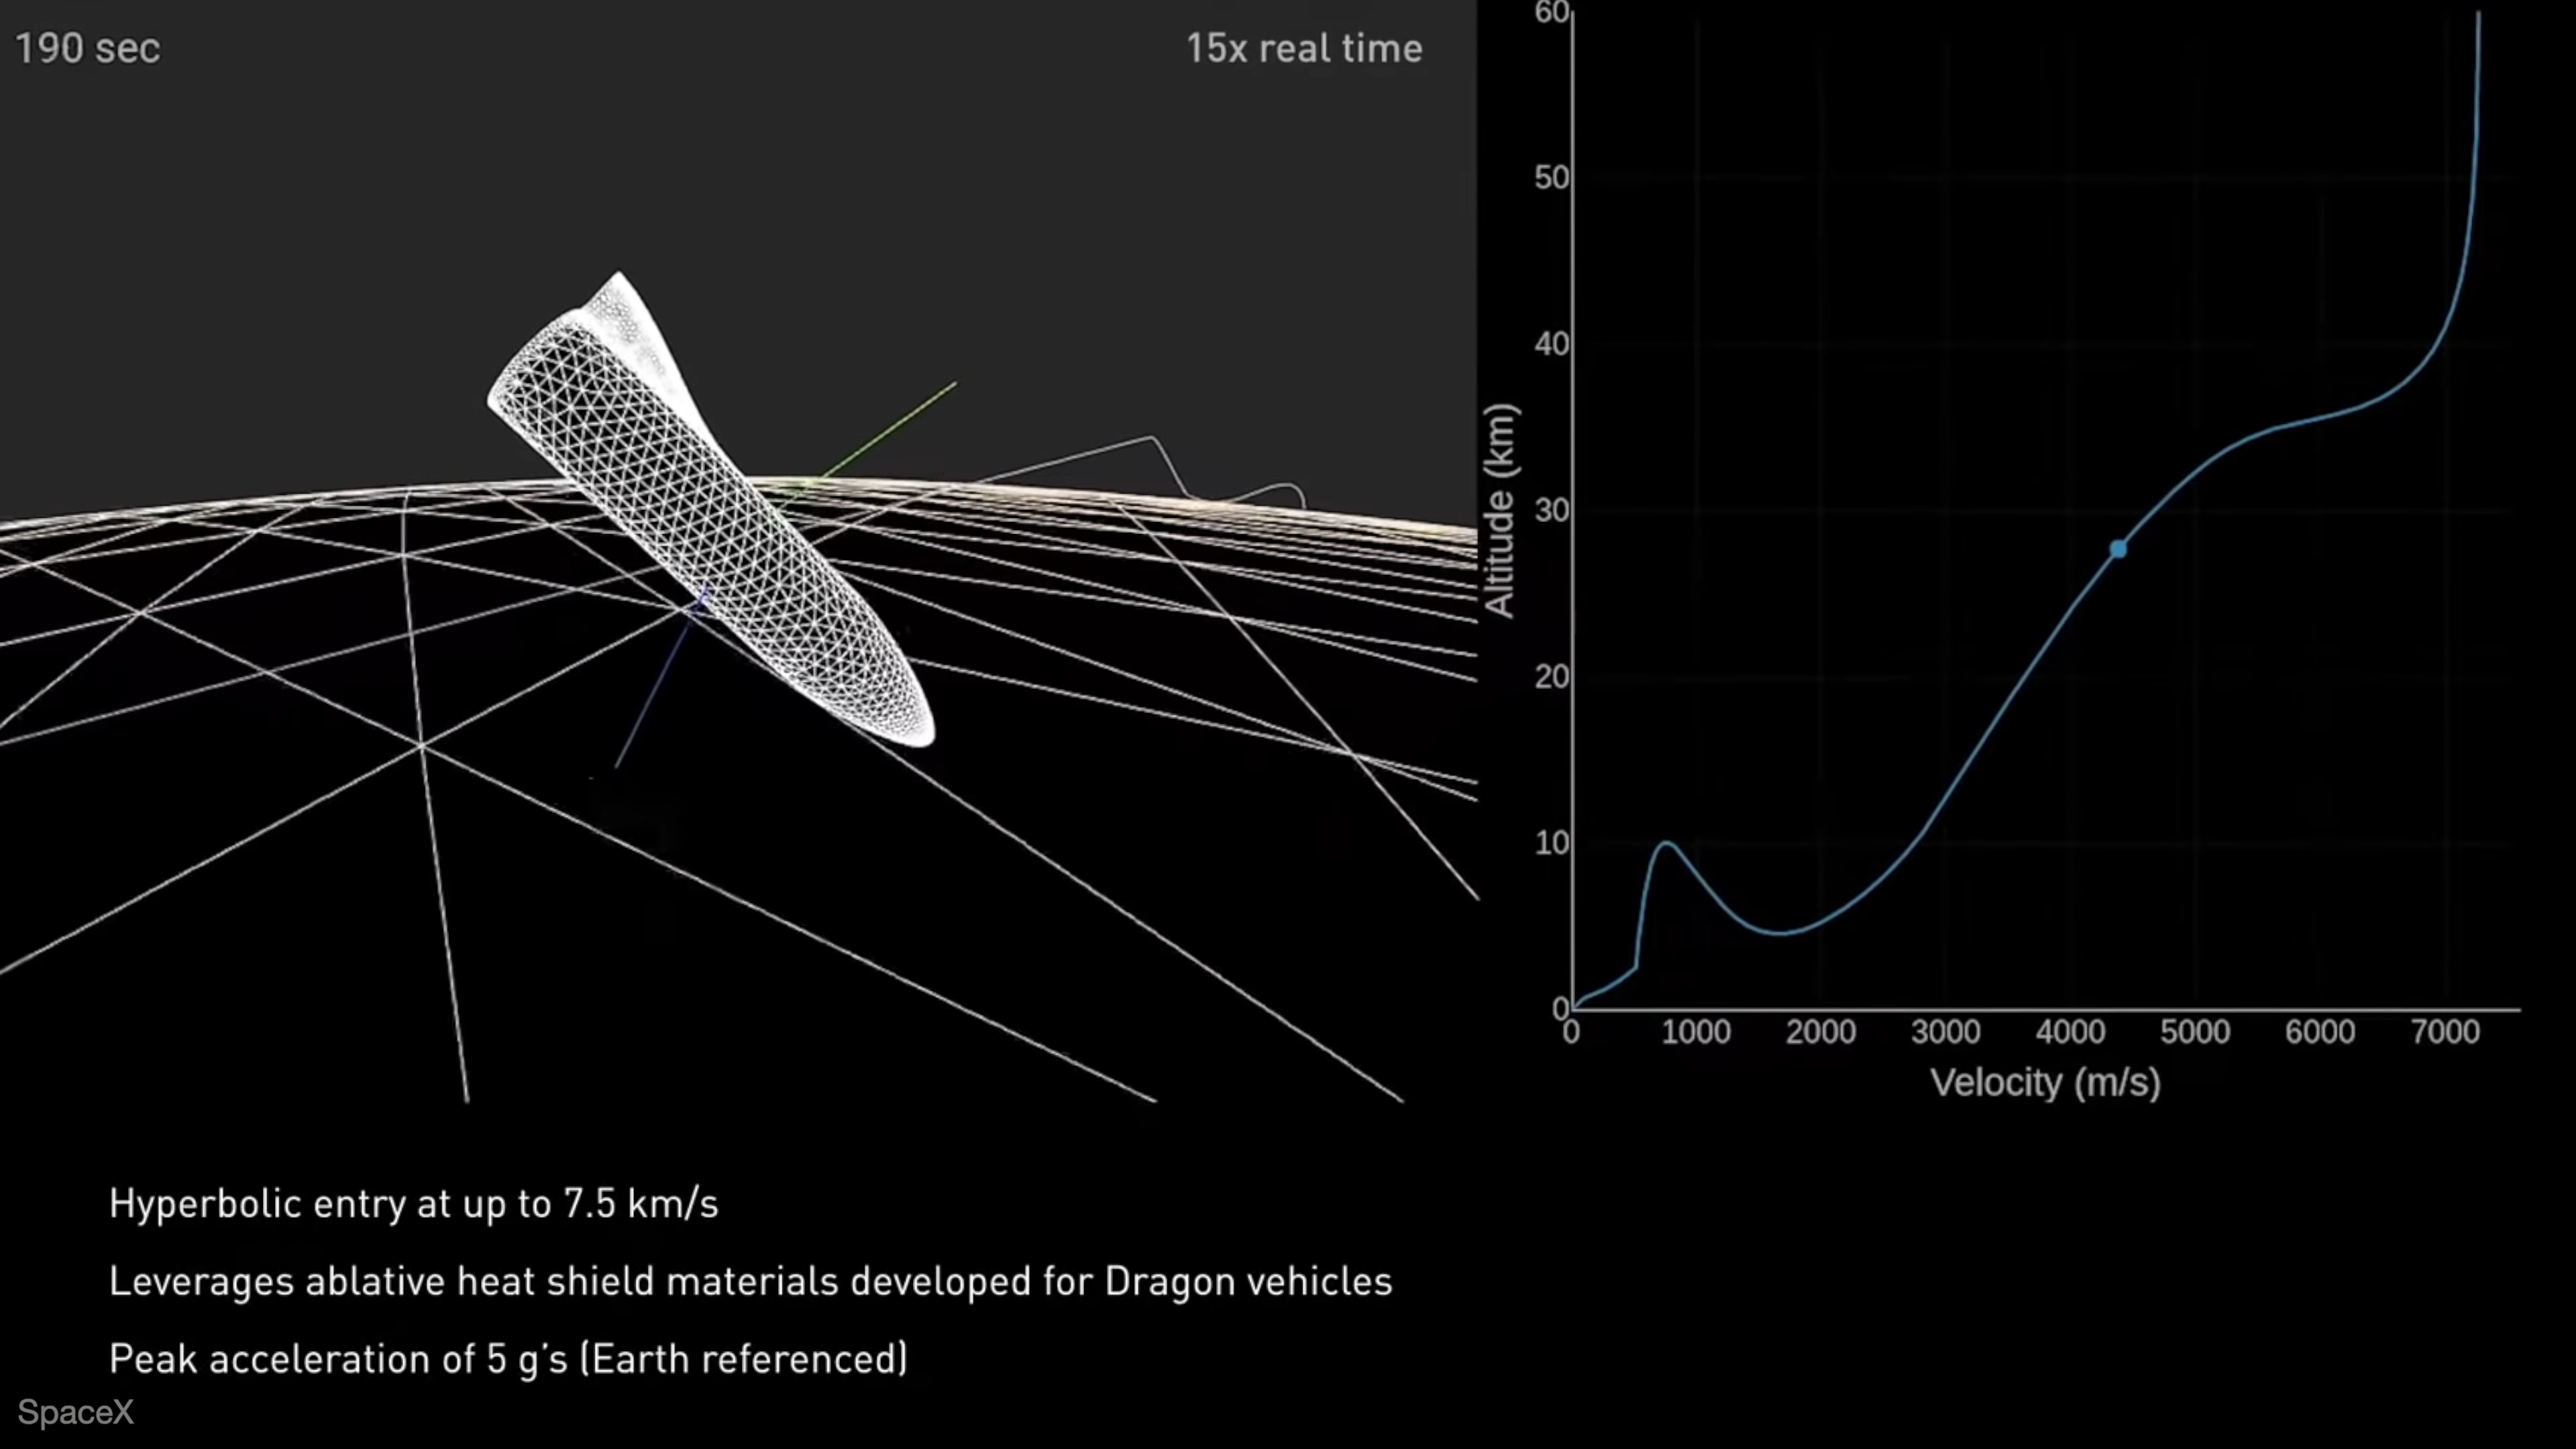 190 sec
15x real time
60
50
40
30
20
10
0
Altitude (km)
0 1000 2000 3000 4000 5000 6000 7000
Velocity (m/s)
Hyperbolic entry at up to 7.5 km/s
Leverages ablative heat shield materials developed for Dragon vehicles
Peak acceleration of 5 g's (Earth referenced)
SpaceX